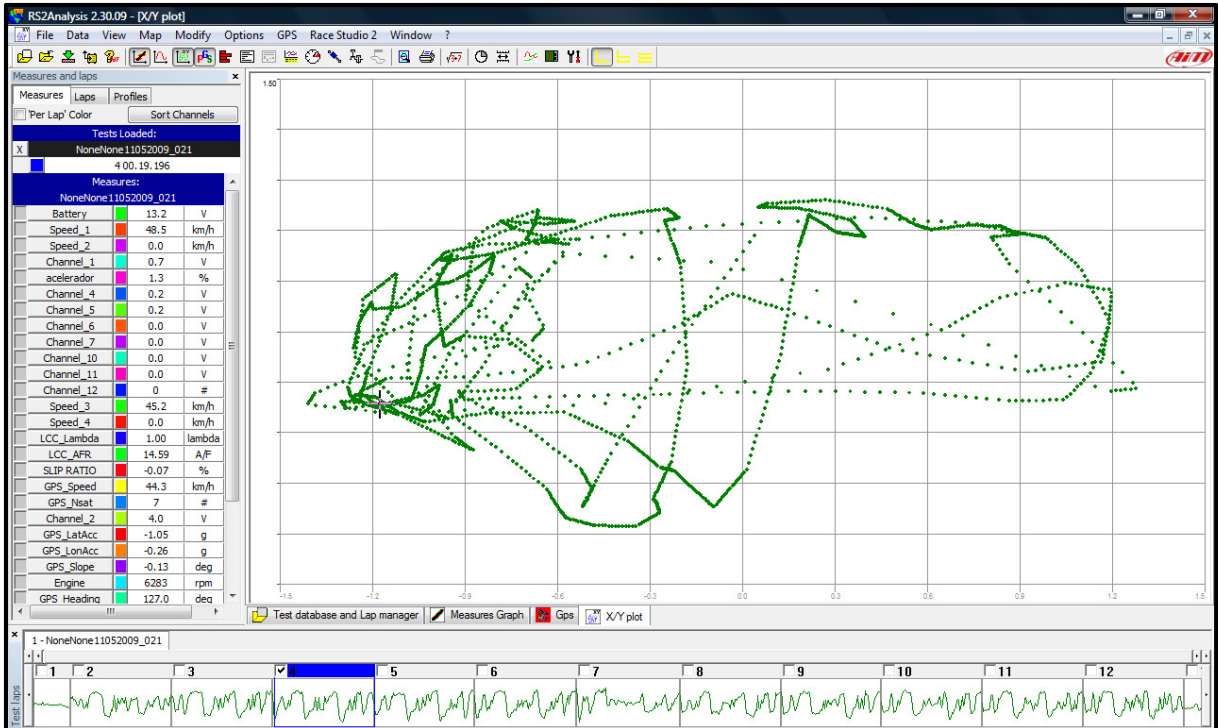 RS2Analysis 2.30.09 - [X/Y plot]
File Data View Map Modify Options GPS Race Studio 2 Window ?
AiM
Measures and laps
Measures Laps Profiles
'Per Lap' Color Sort Channels
Tests Loaded:
X NoneNone11052009_021
4 00.19.196
Measures:
NoneNone11052009_021
Battery 13.2 V
Speed_1 48.5 km/h
Speed_2 0.0 km/h
Channel_1 0.7 V
acelerador 1.3 %
Channel_4 0.2 V
Channel_5 0.2 V
Channel_6 0.0 V
Channel_7 0.0 V
Channel_10 0.0 V
Channel_11 0.0 V
Channel_12 0 #
Speed_3 45.2 km/h
Speed_4 0.0 km/h
LCC_Lambda 1.00 lambda
LCC_AFR 14.59 A/F
SLIP RATIO -0.07 %
GPS_Speed 44.3 km/h
GPS_Nsat 7 #
Channel_2 4.0 V
GPS_LatAcc -1.05 g
GPS_LonAcc -0.26 g
GPS_Slope -0.13 deg
Engine 6283 rpm
GPS_Heading 127.0 deg
1.50
-1.5 -1.2 -0.9 -0.6 -0.3 0.0 0.3 0.6 0.9 1.2 1.5
Test database and Lap manager Measures Graph Gps X/Y plot
1 - NoneNone11052009_021
1 2 3 4 5 6 7 8 9 10 11 12
Test laps